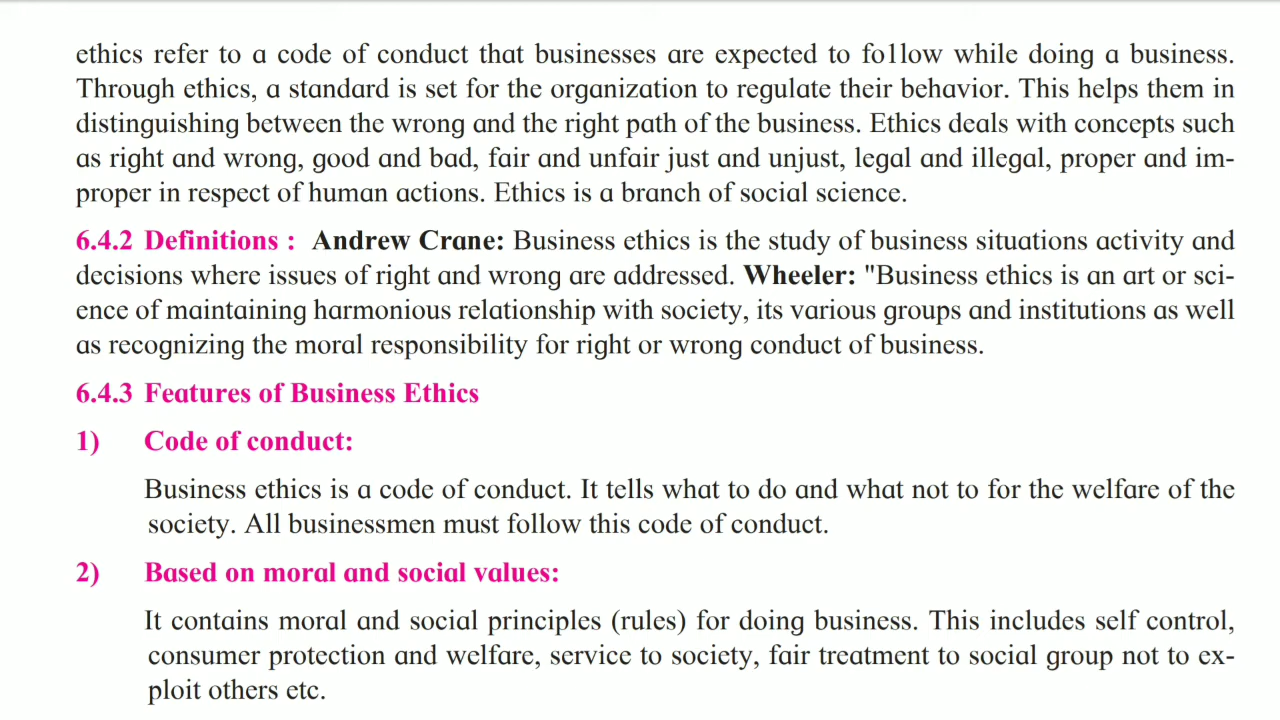 ethics refer to a code of conduct that businesses are expected to follow while doing a business.
Through ethics, a standard is set for the organization to regulate their behavior. This helps them in
distinguishing between the wrong and the right path of the business. Ethics deals with concepts such
as right and wrong, good and bad, fair and unfair just and unjust, legal and illegal, proper and im-
proper in respect of human actions. Ethics is a branch of social science.
6.4.2 Definitions : Andrew Crane: Business ethics is the study of business situations activity and
decisions where issues of right and wrong are addressed. Wheeler: "Business ethics is an art or sci-
ence of maintaining harmonious relationship with society, its various groups and institutions as well
as recognizing the moral responsibility for right or wrong conduct of business.
6.4.3 Features of Business Ethics
1) Code of conduct:
Business ethics is a code of conduct. It tells what to do and what not to for the welfare of the
society. All businessmen must follow this code of conduct.
2) Based on moral and social values:
It contains moral and social principles (rules) for doing business. This includes self control,
consumer protection and welfare, service to society, fair treatment to social group not to ex-
ploit others etc.